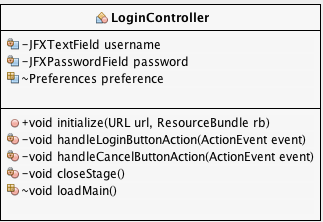 LoginController
-JFXTextField username
-JFXPasswordField password
~Preferences preference
+void initialize(URL url, ResourceBundle rb)
-void handleLoginButtonAction(ActionEvent event)
-void handleCancelButtonAction(ActionEvent event)
-void closeStage()
~void loadMain()